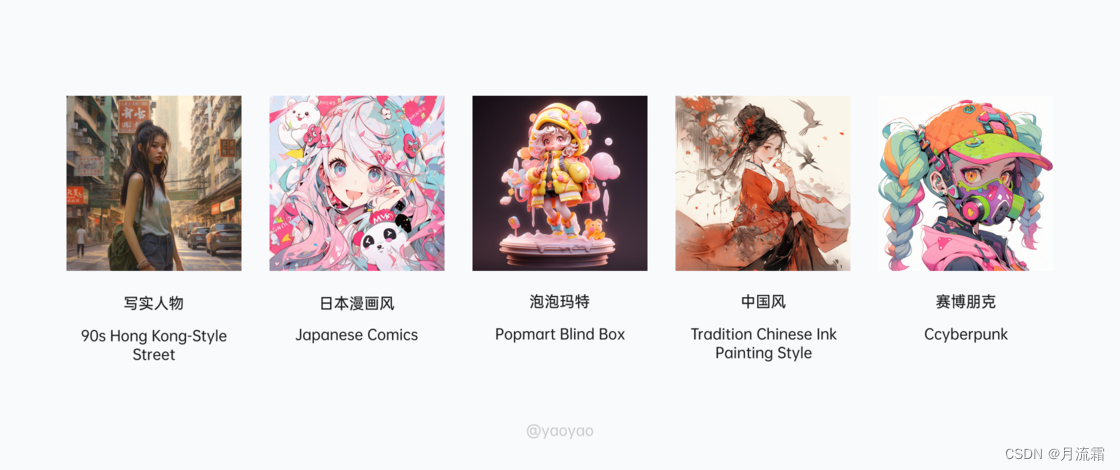 写实人物
90s Hong Kong-Style
Street
日本漫画风
Japanese Comics
泡泡玛特
Popmart Blind Box
中国风
Tradition Chinese Ink
Painting Style
赛博朋克
Ccyberpunk
@yaoyao
CSDN @月流霜